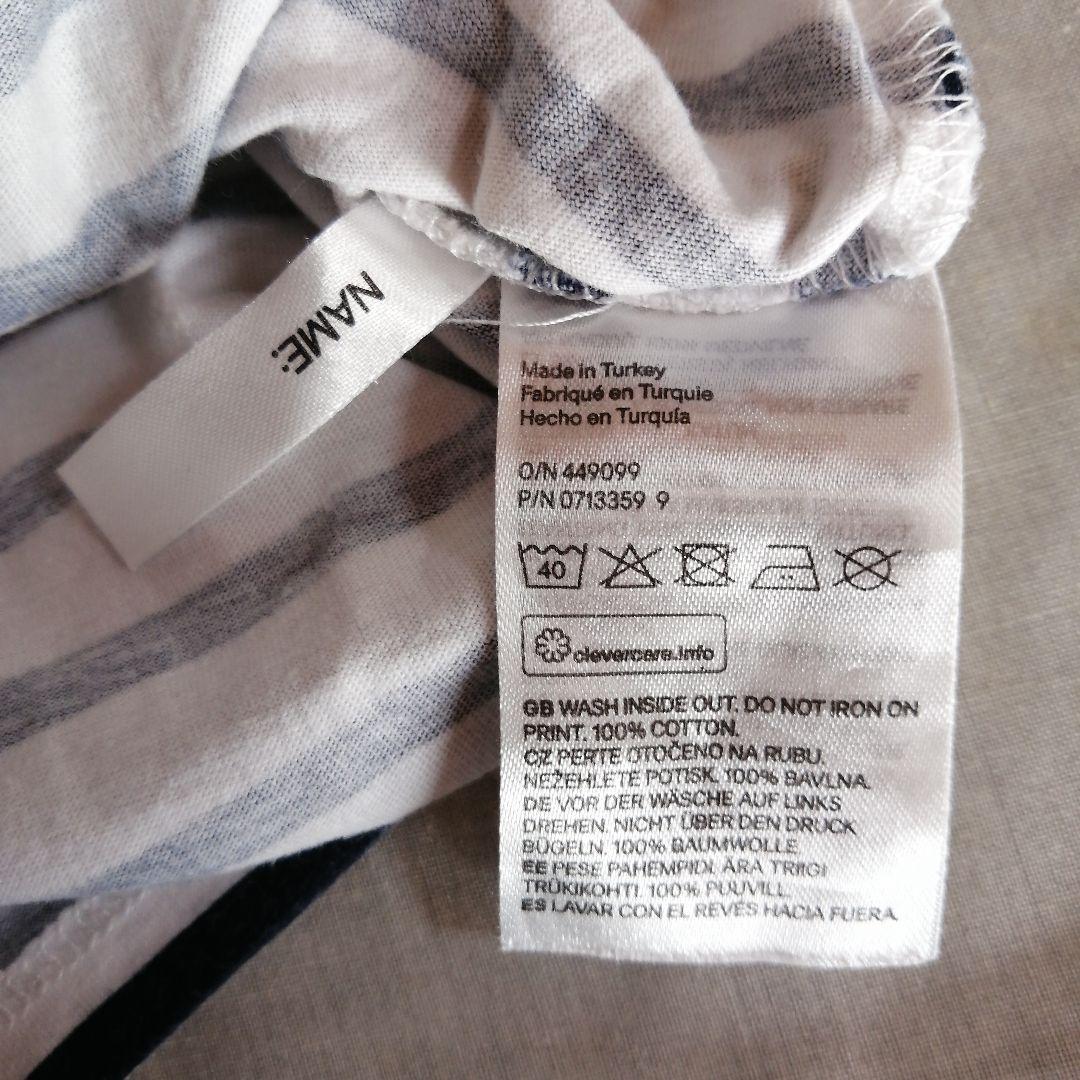 NAME:
Made in Turkey
Fabriqué en Turquie
Hecho en Turquía
O/N 449099
P/N 0713359 9
40
clevercare.info
GB WASH INSIDE OUT. DO NOT IRON ON
PRINT. 100% COTTON.
CZ PERTE OTOČENO NA RUBU.
NEŽEHLETE POTISK. 100% BAVLNA.
DE VOR DER WÄSCHE AUF LINKS
DREHEN. NICHT ÜBER DEN DRUCK
BÜGELN. 100% BAUMWOLLE.
EE PESE PAHEMPIDI. ÄRA TRIIGI
TRÜKIKOHTI. 100% PUUVILL.
ES LAVAR CON EL REVÉS HACIA FUERA.